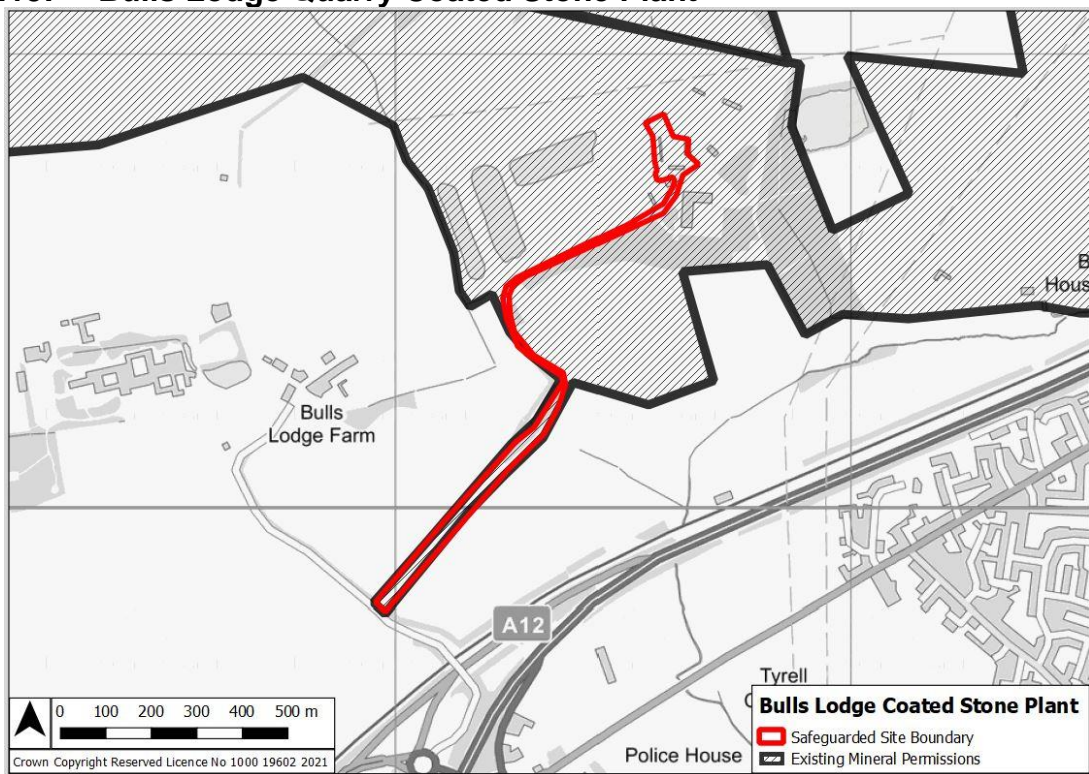 Bulls Lodge Quarry Coated Stone Plant
Bulls
Lodge Farm
A12
Tyrell
Police House
0 100 200 300 400 500 m
Crown Copyright Reserved Licence No 1000 19602 2021
Bulls Lodge Coated Stone Plant
Safeguarded Site Boundary
Existing Mineral Permissions